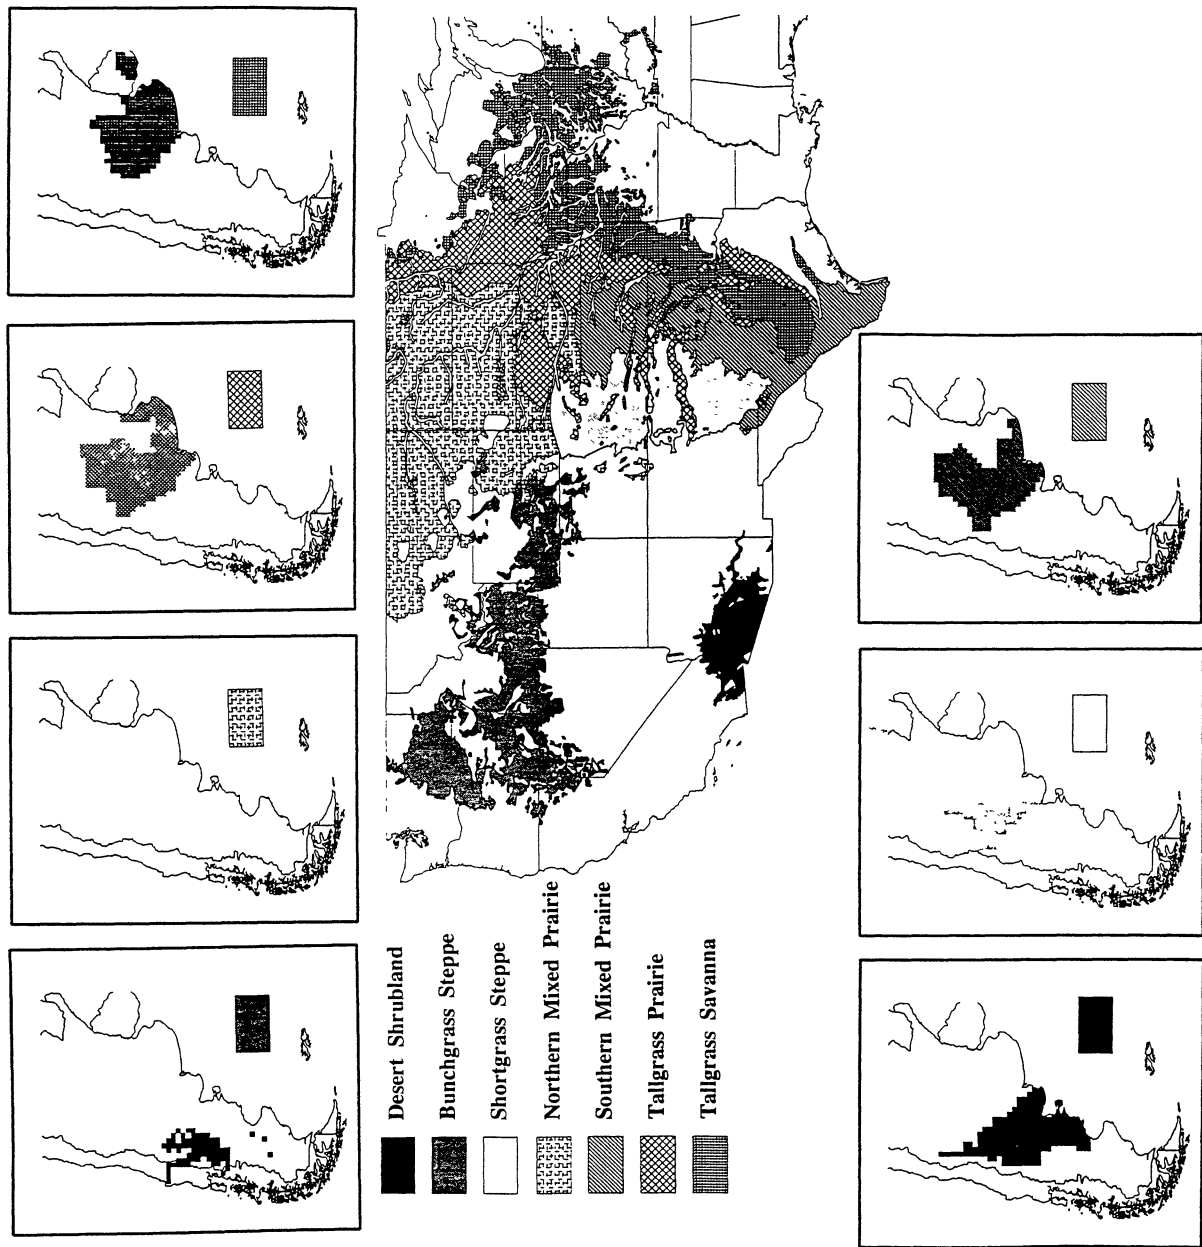 Desert Shrubland
Bunchgrass Steppe
Shortgrass Steppe
Northern Mixed Prairie
Southern Mixed Prairie
Tallgrass Prairie
Tallgrass Savanna